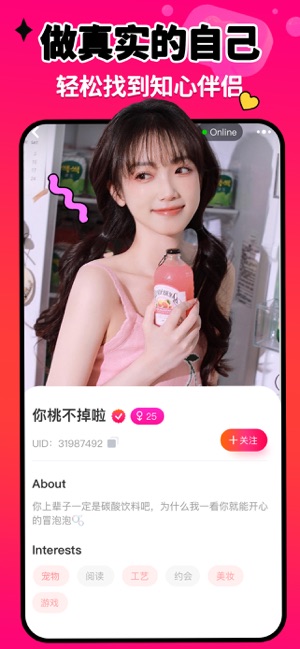 做真实的自己
轻松找到知心伴侣
Online
你桃不掉啦
♀ 25
UID：31987492
+关注
About
你上辈子一定是碳酸饮料吧，为什么我一看你就能开心
的冒泡泡🫧
Interests
宠物 阅读 工艺 约会 美妆
游戏